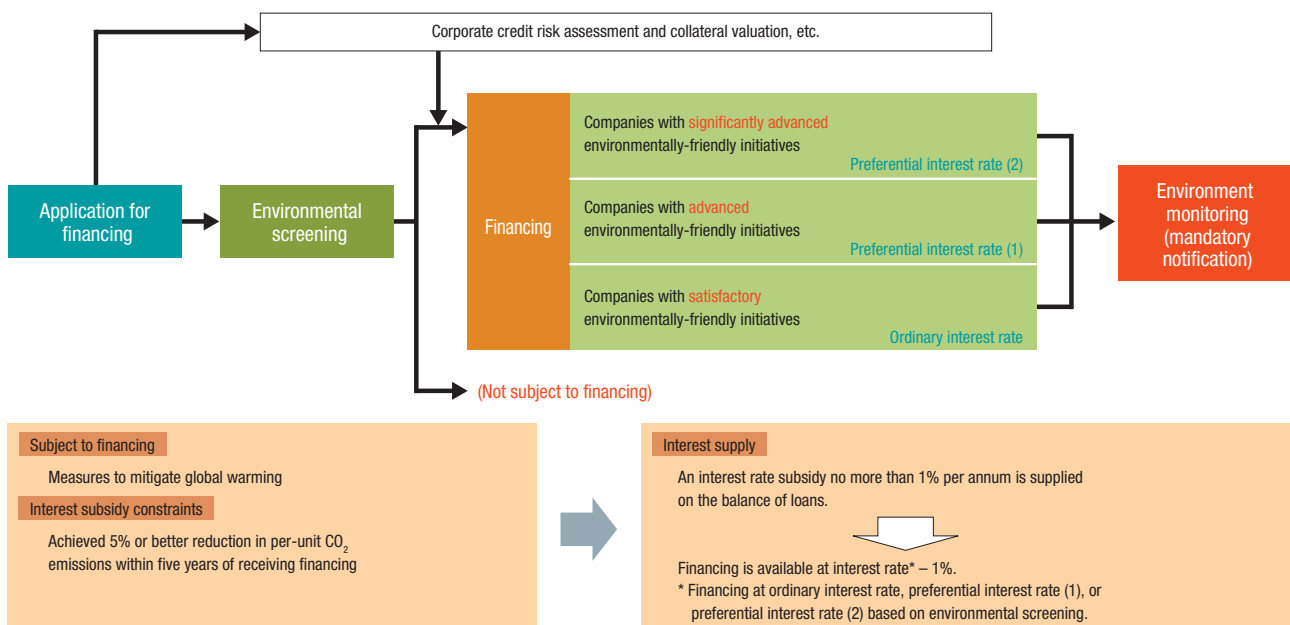 Corporate credit risk assessment and collateral valuation, etc.
Application for
financing
Environmental
screening
Financing
Companies with significantly advanced
environmentally-friendly initiatives
Preferential interest rate (2)
Companies with advanced
environmentally-friendly initiatives
Preferential interest rate (1)
Companies with satisfactory
environmentally-friendly initiatives
Ordinary interest rate
Environment
monitoring
(mandatory
notification)
(Not subject to financing)
Subject to financing
Measures to mitigate global warming
Interest subsidy constraints
Achieved 5% or better reduction in per-unit CO2
emissions within five years of receiving financing
Interest supply
An interest rate subsidy no more than 1% per annum is supplied
on the balance of loans.
Financing is available at interest rate* – 1%.
* Financing at ordinary interest rate, preferential interest rate (1), or
preferential interest rate (2) based on environmental screening.